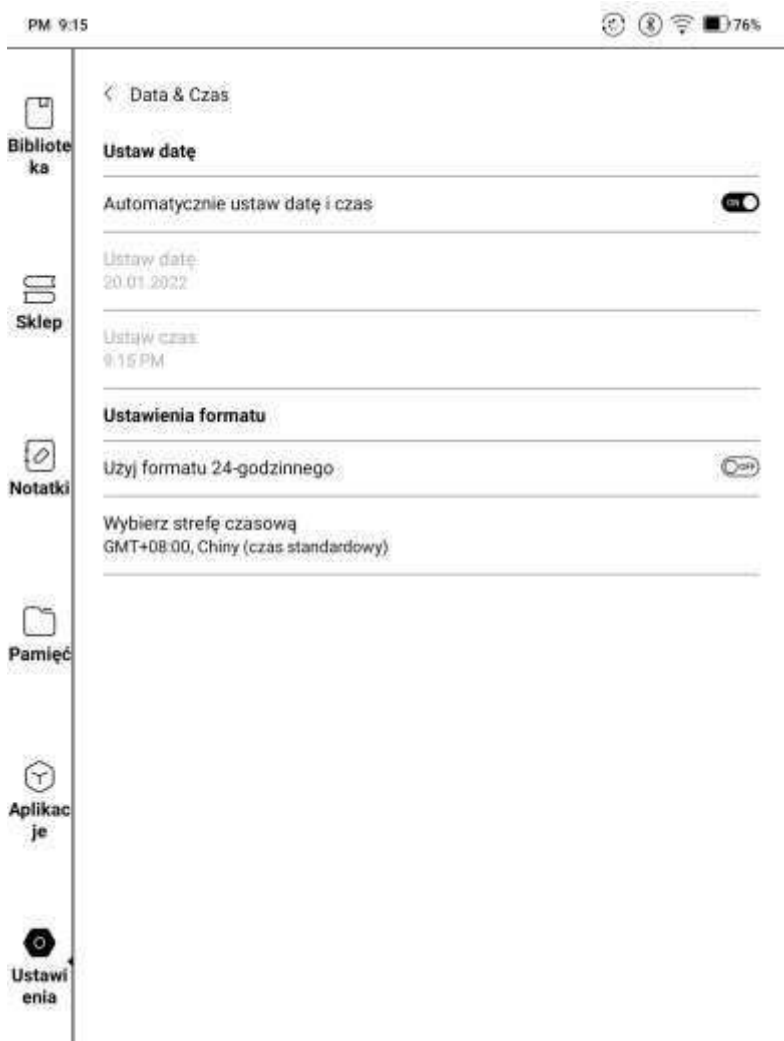 PM 9:15
76%
Data & Czas
Ustaw datę
Automatycznie ustaw datę i czas
ON
Ustaw datę
20.01.2022
Ustaw czas
9:15 PM
Ustawienia formatu
Użyj formatu 24-godzinnego
OFF
Wybierz strefę czasową
GMT+08:00, Chiny (czas standardowy)
Bibliote
ka
Sklep
Notatki
Pamięć
Aplikac
je
Ustawi
enia